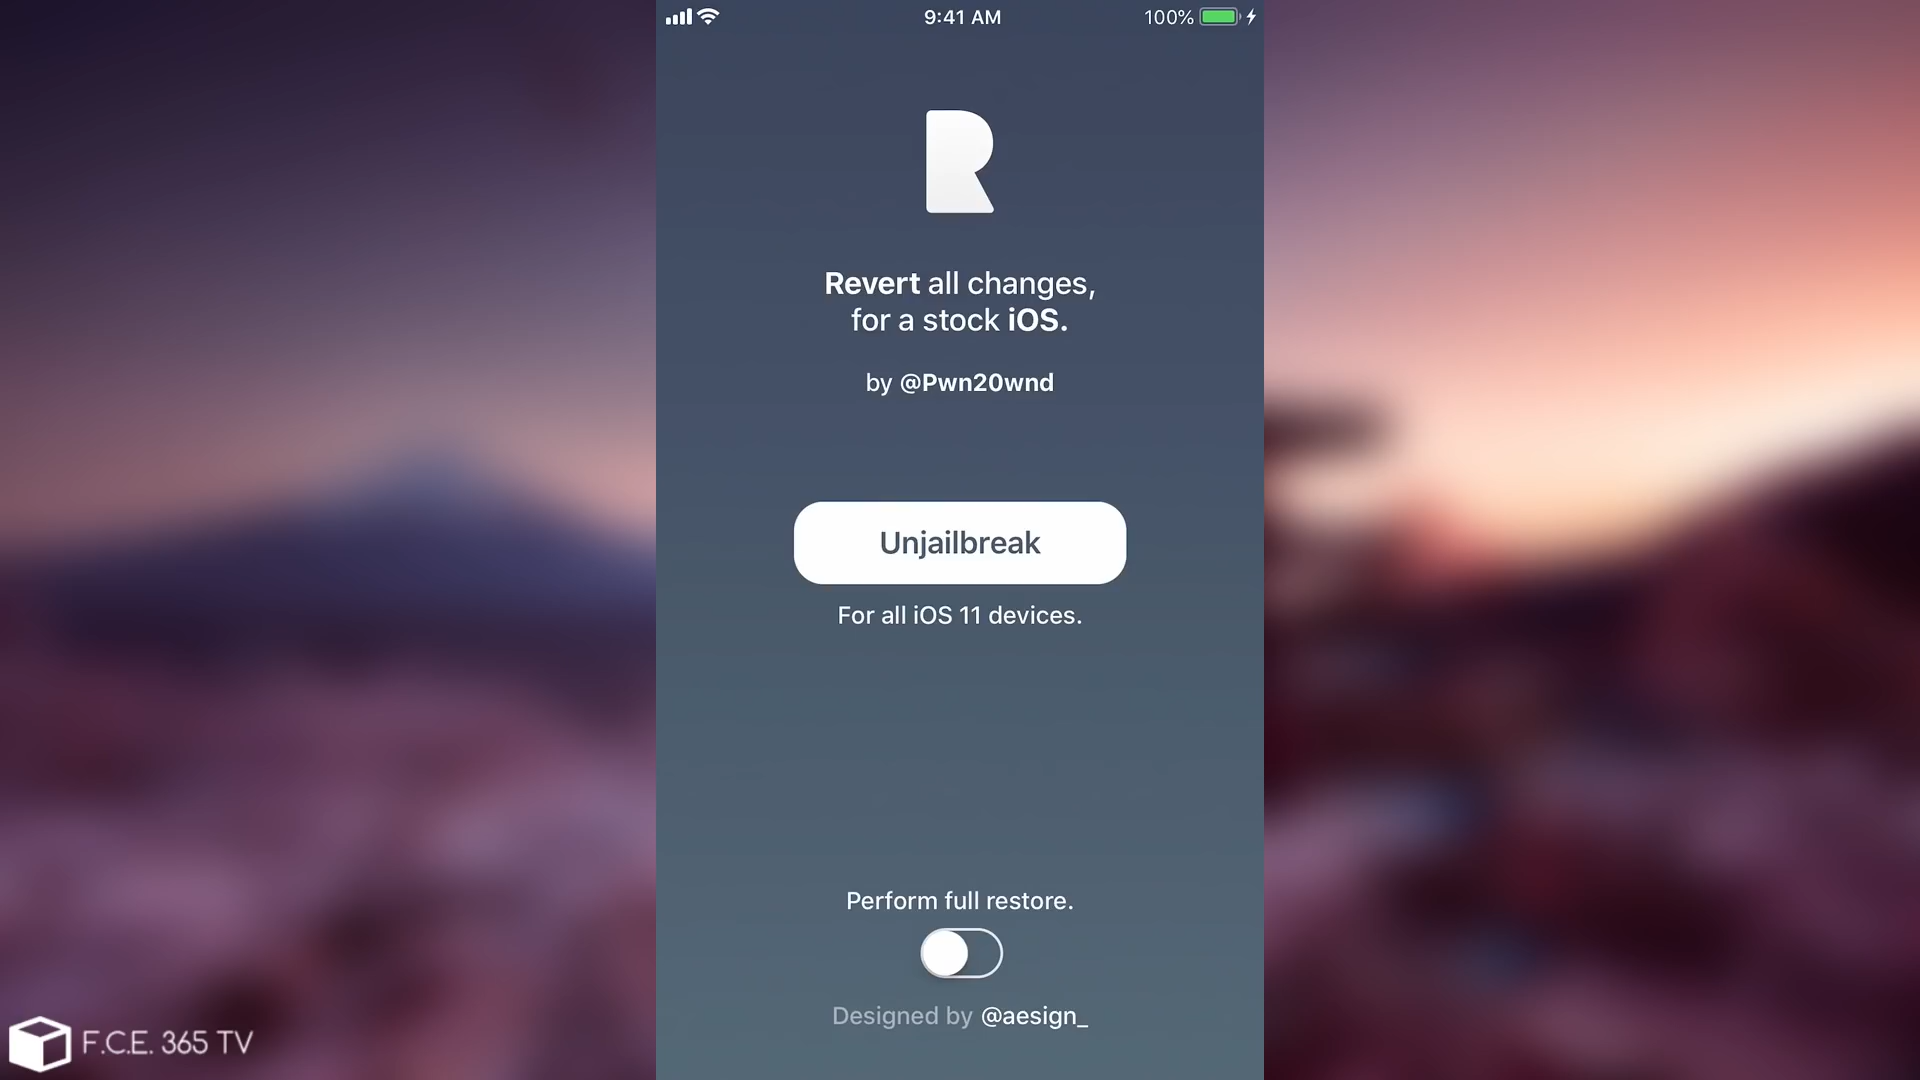 9:41 AM
100%
R
Revert all changes,
for a stock iOS.
by @Pwn20wnd
Unjailbreak
For all iOS 11 devices.
Perform full restore.
Designed by @aesign_
F.C.E. 365 TV